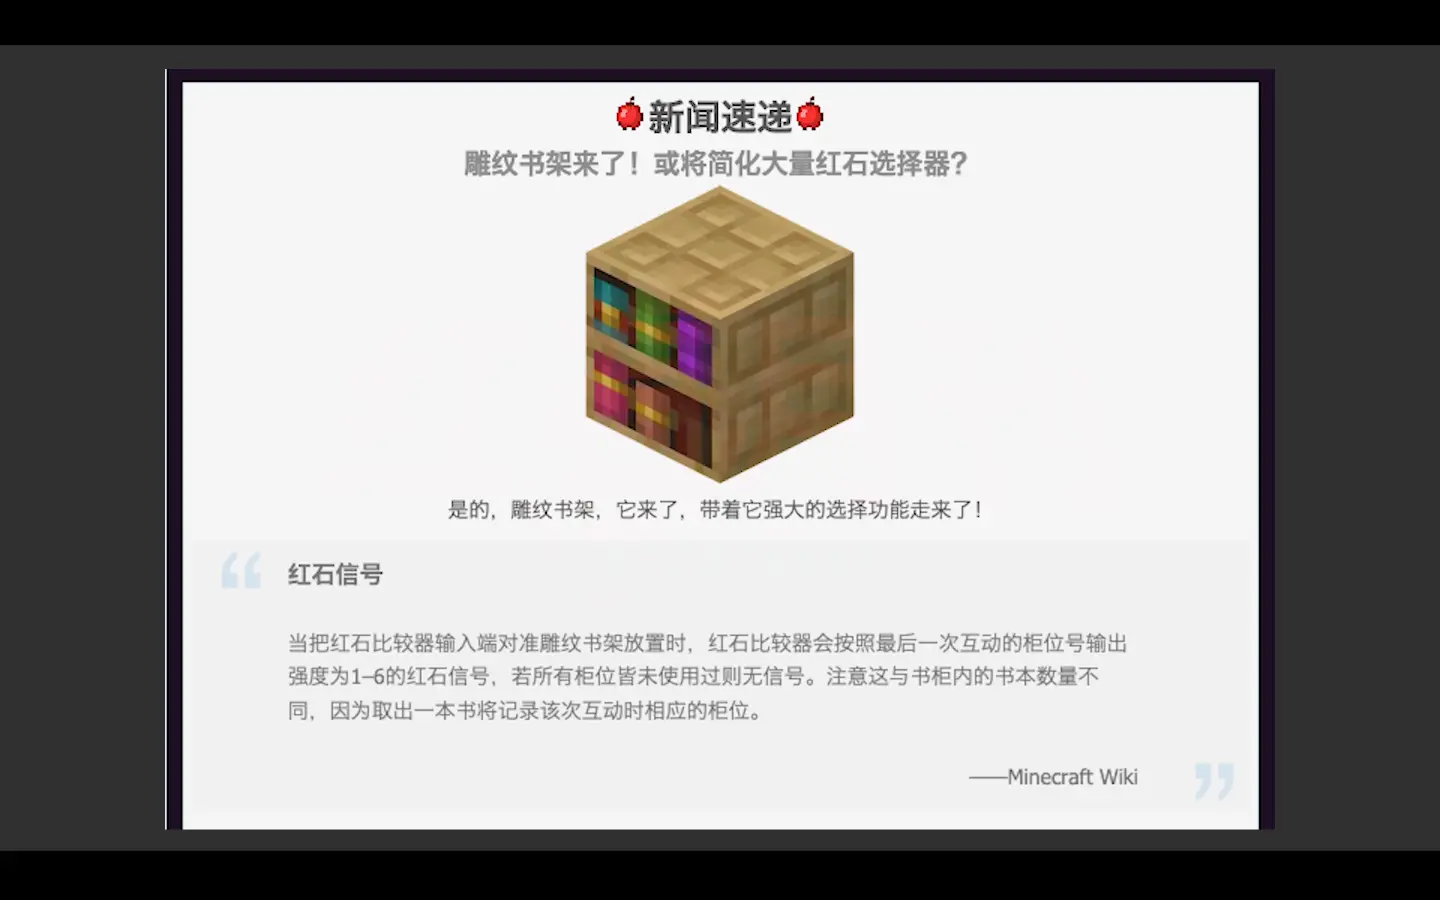 新闻速递
雕纹书架来了！或将简化大量红石选择器？
是的，雕纹书架，它来了，带着它强大的选择功能走来了！
“
红石信号
当把红石比较器输入端对准雕纹书架放置时，红石比较器会按照最后一次互动的柜位号输出
强度为1–6的红石信号，若所有柜位皆未使用过则无信号。注意这与书柜内的书本数量不
同，因为取出一本书将记录该次互动时相应的柜位。
——Minecraft Wiki
”